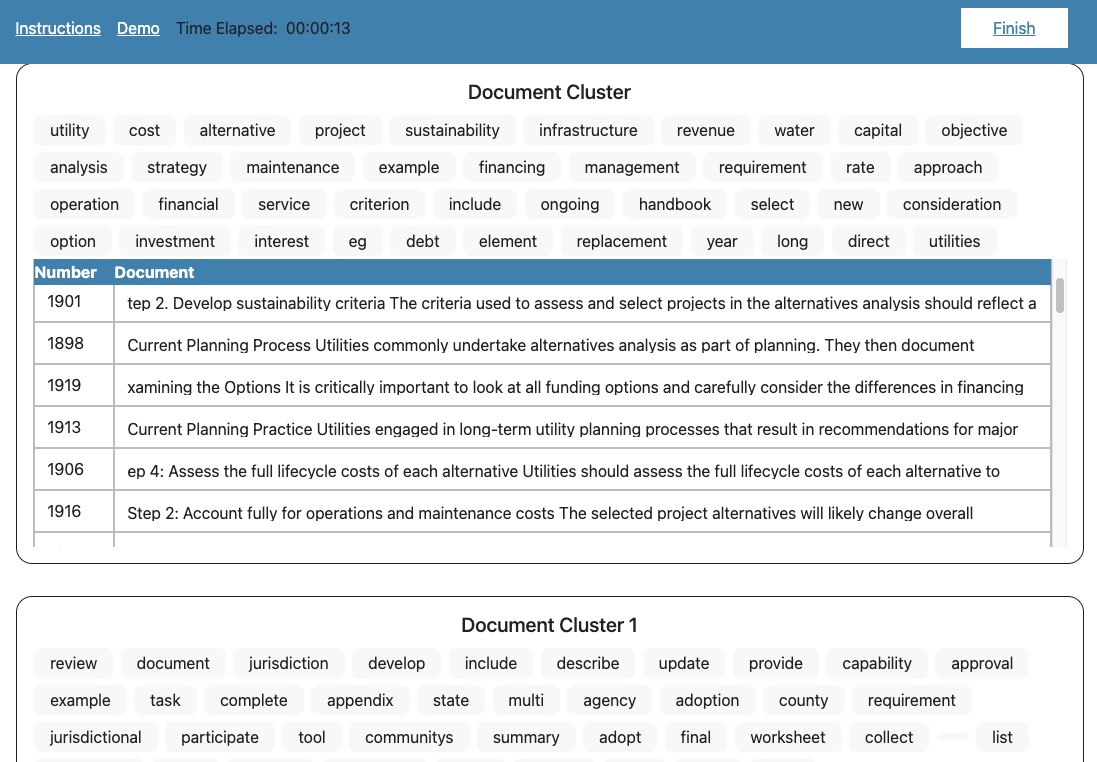 Instructions Demo Time Elapsed: 00:00:13 Finish
Document Cluster
utility cost alternative project sustainability infrastructure revenue water capital objective
analysis strategy maintenance example financing management requirement rate approach
operation financial service criterion include ongoing handbook select new consideration
option investment interest eg debt element replacement year long direct utilities
Number Document
1901 tep 2. Develop sustainability criteria The criteria used to assess and select projects in the alternatives analysis should reflect a
1898 Current Planning Process Utilities commonly undertake alternatives analysis as part of planning. They then document
1919 xamining the Options It is critically important to look at all funding options and carefully consider the differences in financing
1913 Current Planning Practice Utilities engaged in long-term utility planning processes that result in recommendations for major
1906 ep 4: Assess the full lifecycle costs of each alternative Utilities should assess the full lifecycle costs of each alternative to
1916 Step 2: Account fully for operations and maintenance costs The selected project alternatives will likely change overall
Document Cluster 1
review document jurisdiction develop include describe update provide capability approval
example task complete appendix state multi agency adoption county requirement
jurisdictional participate tool communitys summary adopt final worksheet collect list